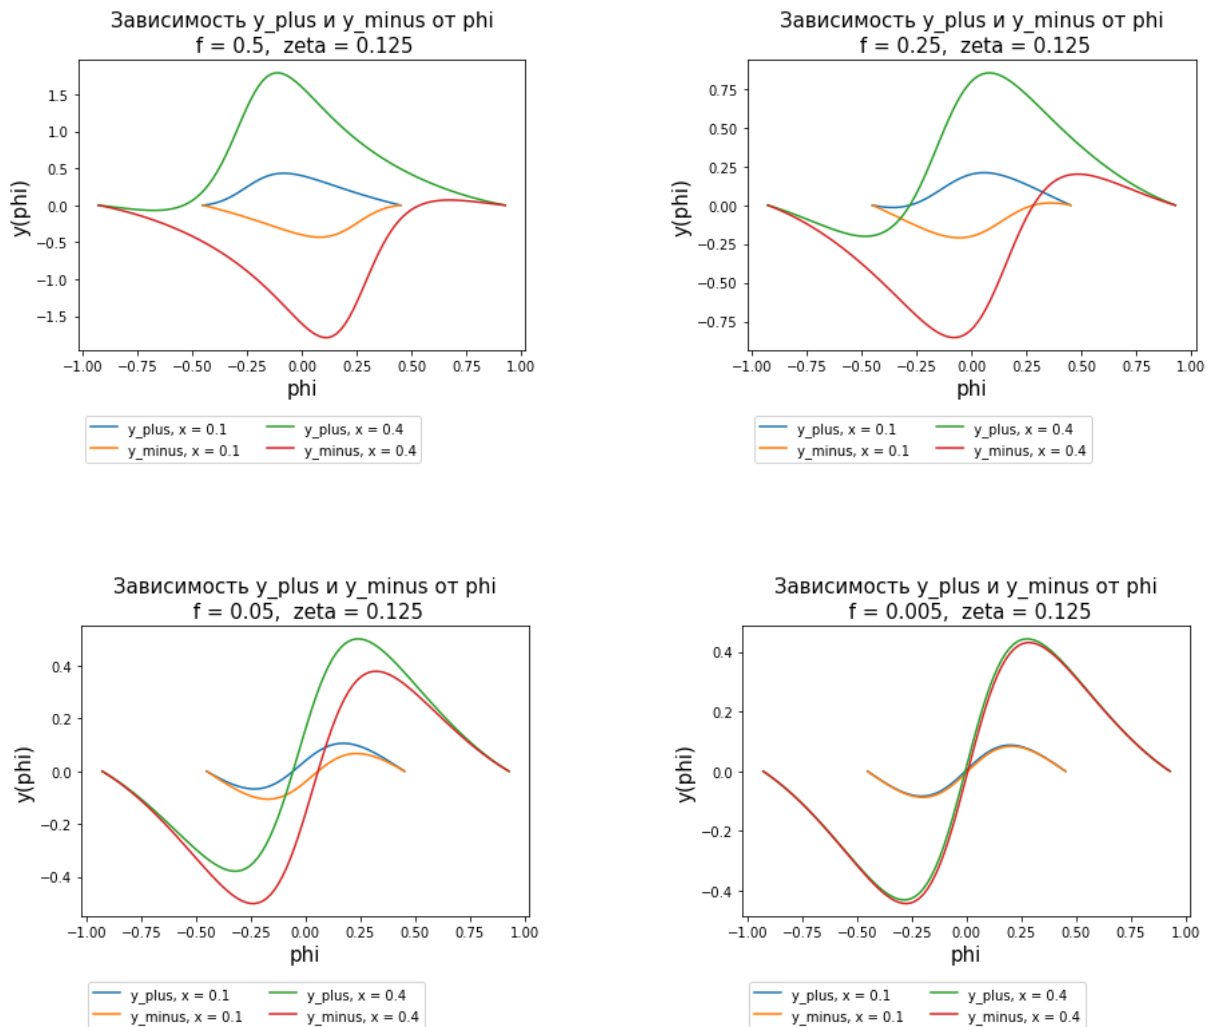 Зависимость y_plus и y_minus от phi
f = 0.5,  zeta = 0.125
1.5
1.0
0.5
0.0
−0.5
−1.0
−1.5
y(phi)
−1.00 −0.75 −0.50 −0.25 0.00 0.25 0.50 0.75 1.00
phi
y_plus, x = 0.1 y_plus, x = 0.4
y_minus, x = 0.1 y_minus, x = 0.4
Зависимость y_plus и y_minus от phi
f = 0.25,  zeta = 0.125
0.75
0.50
0.25
0.00
−0.25
−0.50
−0.75
y(phi)
−1.00 −0.75 −0.50 −0.25 0.00 0.25 0.50 0.75 1.00
phi
y_plus, x = 0.1 y_plus, x = 0.4
y_minus, x = 0.1 y_minus, x = 0.4
Зависимость y_plus и y_minus от phi
f = 0.05,  zeta = 0.125
0.4
0.2
0.0
−0.2
−0.4
y(phi)
−1.00 −0.75 −0.50 −0.25 0.00 0.25 0.50 0.75 1.00
phi
y_plus, x = 0.1 y_plus, x = 0.4
y_minus, x = 0.1 y_minus, x = 0.4
Зависимость y_plus и y_minus от phi
f = 0.005,  zeta = 0.125
0.4
0.2
0.0
−0.2
−0.4
y(phi)
−1.00 −0.75 −0.50 −0.25 0.00 0.25 0.50 0.75 1.00
phi
y_plus, x = 0.1 y_plus, x = 0.4
y_minus, x = 0.1 y_minus, x = 0.4